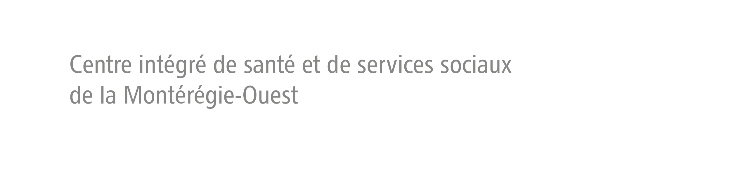 Centre intégré de santé et de services sociaux
de la Montérégie-Ouest